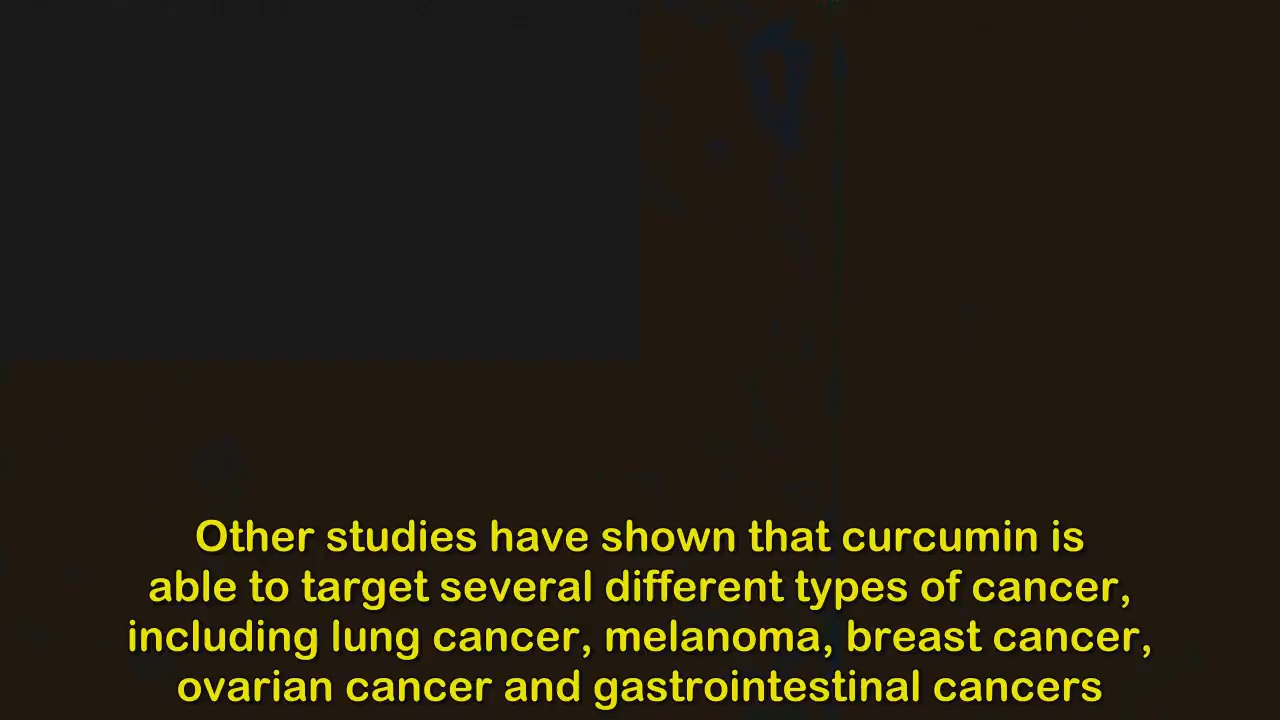 Other studies have shown that curcumin is
able to target several different types of cancer,
including lung cancer, melanoma, breast cancer,
ovarian cancer and gastrointestinal cancers